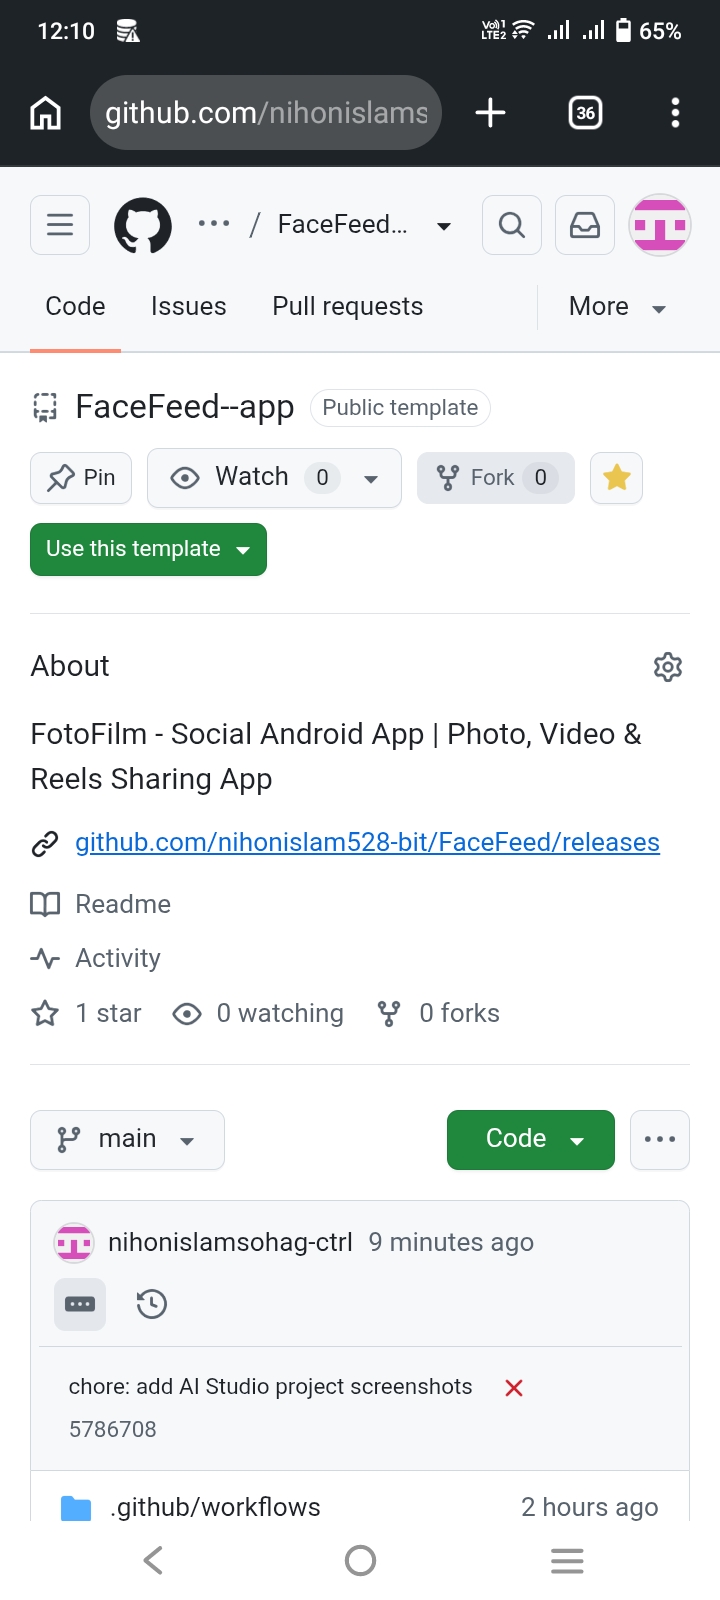 12:10
Vo)) 1
LTE2
65%
github.com/nihonislams
36
... / FaceFeed...
Code Issues Pull requests More
FaceFeed--app Public template
Pin Watch 0 Fork 0
Use this template
About
FotoFilm - Social Android App | Photo, Video &
Reels Sharing App
github.com/nihonislam528-bit/FaceFeed/releases
Readme
Activity
1 star 0 watching 0 forks
main Code
nihonislamsohag-ctrl 9 minutes ago
chore: add AI Studio project screenshots
5786708
.github/workflows 2 hours ago